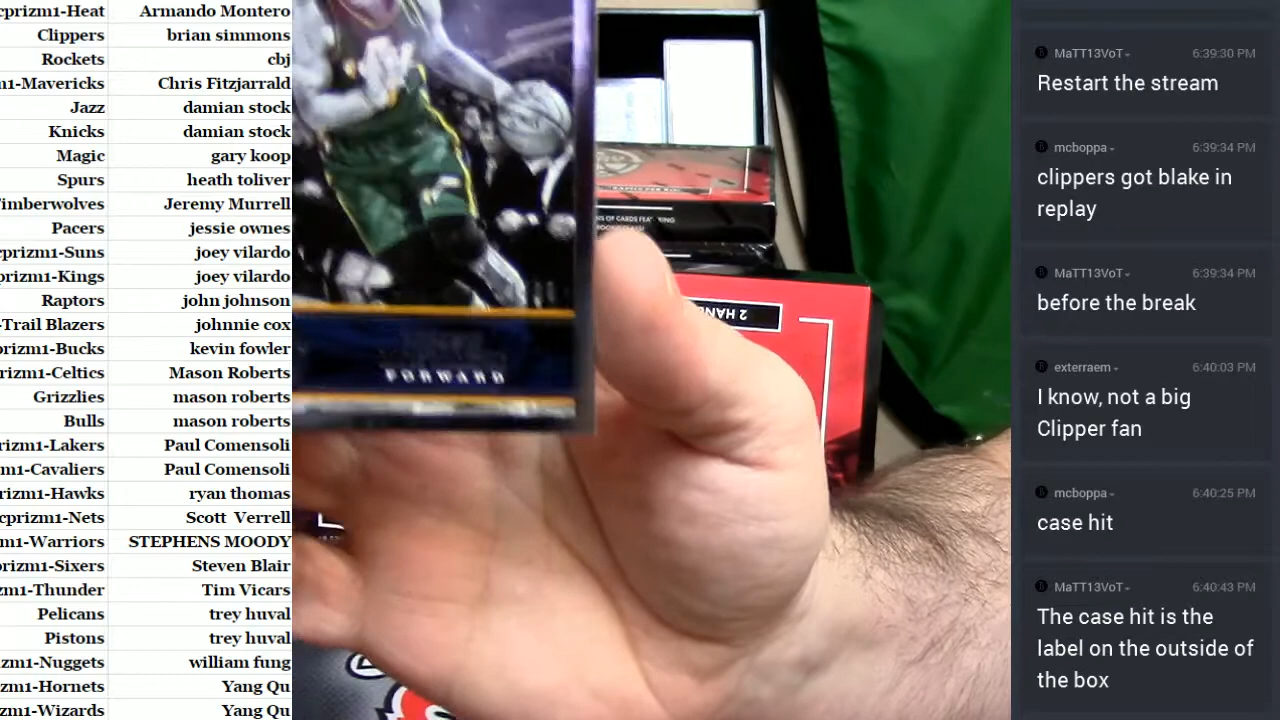 cprizm1-Heat Armando Montero
Clippers brian simmons
Rockets cbj
m1-Mavericks Chris Fitzjarrald
Jazz damian stock
Knicks damian stock
Magic gary koop
Spurs heath toliver
imberwolves Jeremy Murrell
Pacers jessie ownes
cprizm1-Suns joey vilardo
prizm1-Kings joey vilardo
Raptors john johnson
-Trail Blazers johnnie cox
orizm1-Bucks kevin fowler
rizm1-Celtics Mason Roberts
Grizzlies mason roberts
Bulls mason roberts
rizm1-Lakers Paul Comensoli
m1-Cavaliers Paul Comensoli
rizm1-Hawks ryan thomas
cprizm1-Nets Scott Verrell
m1-Warriors STEPHENS MOODY
orizm1-Sixers Steven Blair
zm1-Thunder Tim Vicars
Pelicans trey huval
Pistons trey huval
zm1-Nuggets william fung
zm1-Hornets Yang Qu
zm1-Wizards Yang Qu
FORWARD
2 HAN
MaTT13VoT 6:39:30 PM
Restart the stream
mcboppa 6:39:34 PM
clippers got blake in
replay
MaTT13VoT 6:39:34 PM
before the break
exterraem 6:40:03 PM
I know, not a big
Clipper fan
mcboppa 6:40:25 PM
case hit
MaTT13VoT 6:40:43 PM
The case hit is the
label on the outside of
the box